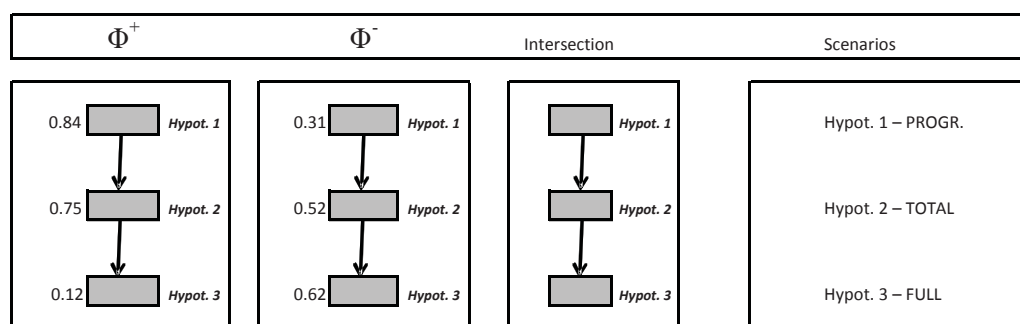 Φ+ Φ- Intersection Scenarios
0.84 Hypot. 1 0.31 Hypot. 1 Hypot. 1 Hypot. 1 – PROGR.
0.75 Hypot. 2 0.52 Hypot. 2 Hypot. 2 Hypot. 2 – TOTAL
0.12 Hypot. 3 0.62 Hypot. 3 Hypot. 3 Hypot. 3 – FULL